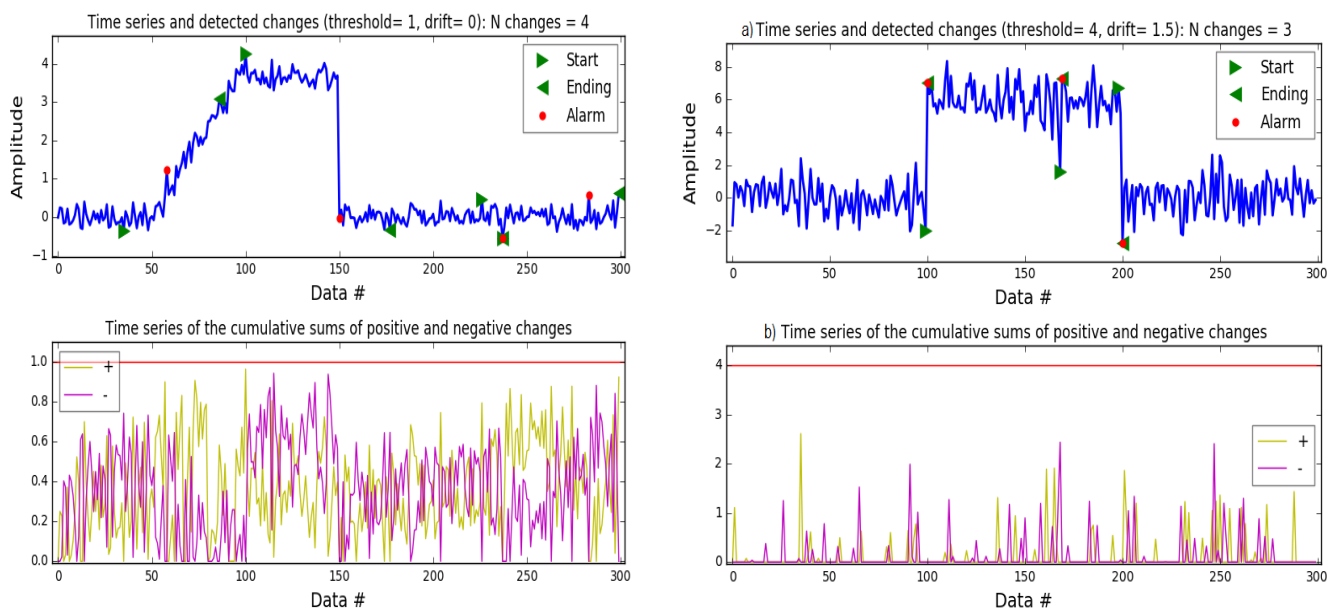 Time series and detected changes (threshold= 1, drift= 0): N changes = 4
Amplitude
4
3
2
1
0
−1
Start
Ending
Alarm
0 50 100 150 200 250 300
Data #
Time series of the cumulative sums of positive and negative changes
1.0
0.8
0.6
0.4
0.2
0.0
+
-
0 50 100 150 200 250 300
Data #
a) Time series and detected changes (threshold= 4, drift= 1.5): N changes = 3
Amplitude
8
6
4
2
0
−2
Start
Ending
Alarm
0 50 100 150 200 250 300
Data #
b) Time series of the cumulative sums of positive and negative changes
4
3
2
1
0
+
-
0 50 100 150 200 250 300
Data #